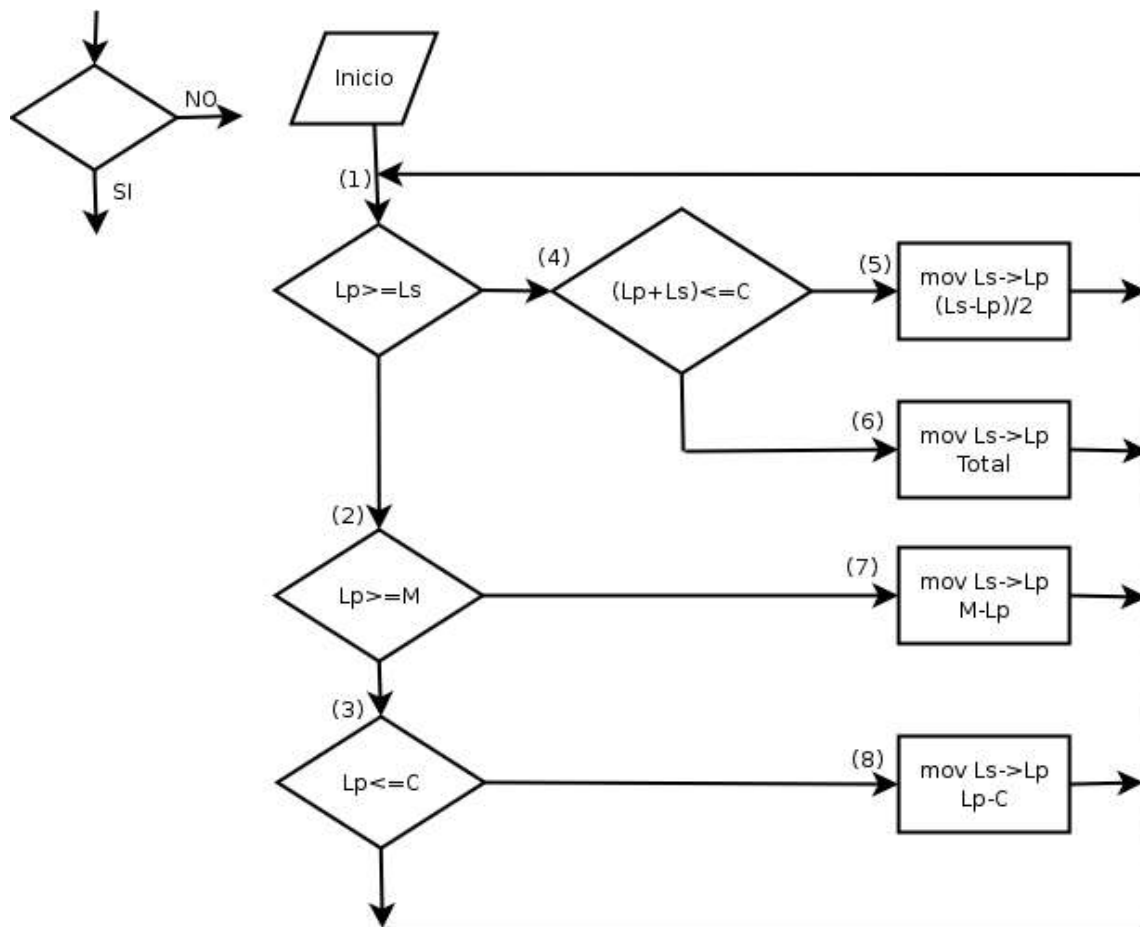 NO
SI
Inicio
(1)
Lp>=Ls
(4)
(Lp+Ls)<=C
(5)
mov Ls->Lp
(Ls-Lp)/2
(6)
mov Ls->Lp
Total
(2)
Lp>=M
(7)
mov Ls->Lp
M-Lp
(3)
Lp<=C
(8)
mov Ls->Lp
Lp-C